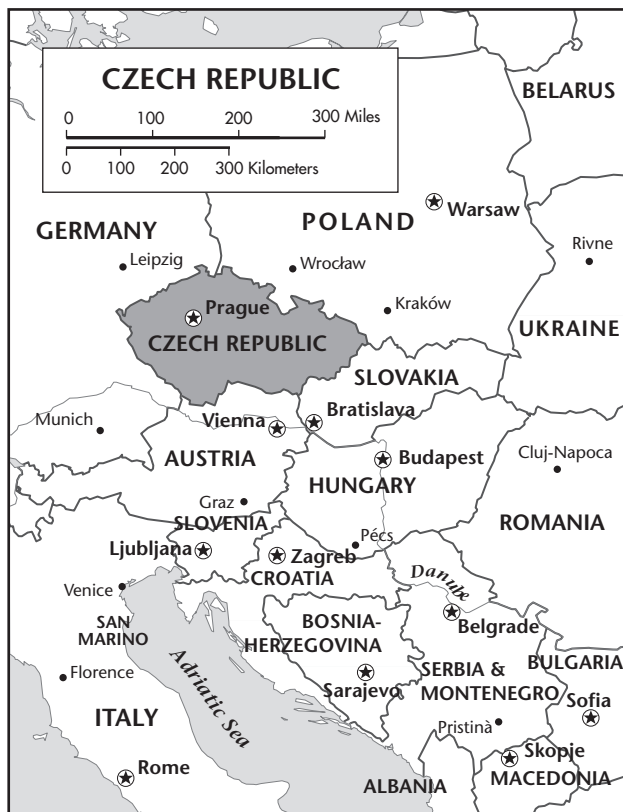 CZECH REPUBLIC
0 100 200 300 Miles
0 100 200 300 Kilometers
BELARUS
POLAND
Warsaw
GERMANY
Leipzig
Wrocław
Rivne
Prague
Kraków
CZECH REPUBLIC
UKRAINE
SLOVAKIA
Munich
Vienna
Bratislava
AUSTRIA
Budapest
Cluj-Napoca
HUNGARY
Graz
ROMANIA
SLOVENIA
Pécs
Ljubljana
Zagreb
CROATIA
Danube
Venice
SAN
MARINO
BOSNIA-
HERZEGOVINA
Belgrade
Adriatic Sea
Florence
Sarajevo
SERBIA &
MONTENEGRO
BULGARIA
ITALY
Sofia
Pristinà
Rome
Skopje
ALBANIA
MACEDONIA